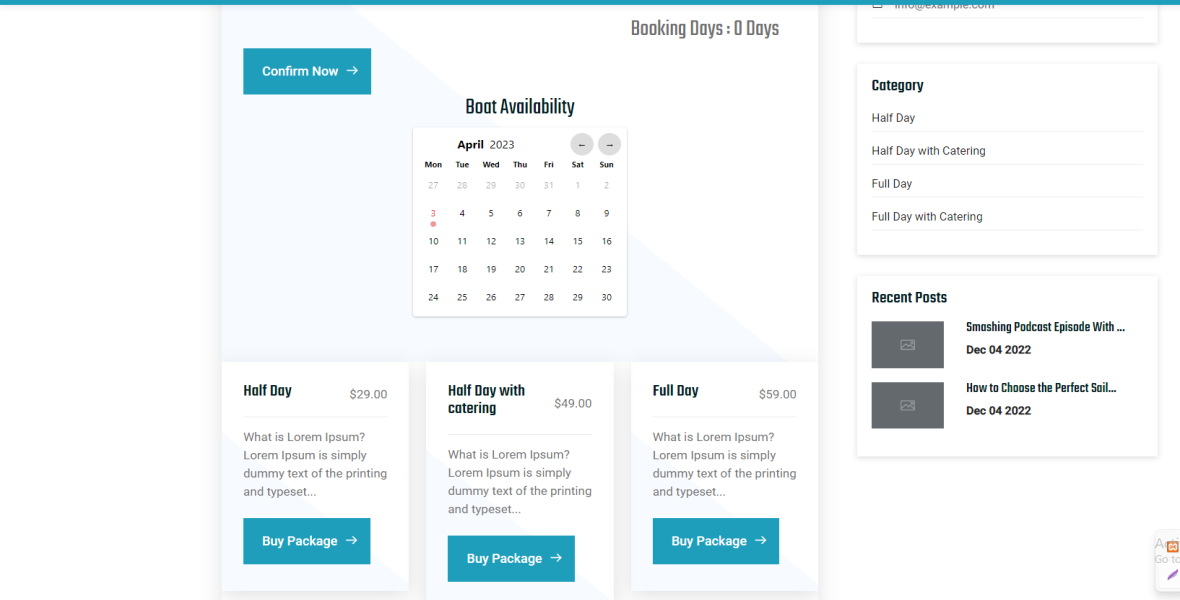 Booking Days : 0 Days
Confirm Now →
Boat Availability
April 2023 ← →
Mon Tue Wed Thu Fri Sat Sun
27 28 29 30 31 1 2
3 4 5 6 7 8 9
10 11 12 13 14 15 16
17 18 19 20 21 22 23
24 25 26 27 28 29 30
Half Day $29.00
What is Lorem Ipsum?
Lorem Ipsum is simply
dummy text of the printing
and typeset...
Buy Package →
Half Day with
catering $49.00
What is Lorem Ipsum?
Lorem Ipsum is simply
dummy text of the printing
and typeset...
Buy Package →
Full Day $59.00
What is Lorem Ipsum?
Lorem Ipsum is simply
dummy text of the printing
and typeset...
Buy Package →
info@example.com
Category
Half Day
Half Day with Catering
Full Day
Full Day with Catering
Recent Posts
Smashing Podcast Episode With ...
Dec 04 2022
How to Choose the Perfect Sail...
Dec 04 2022
Go to